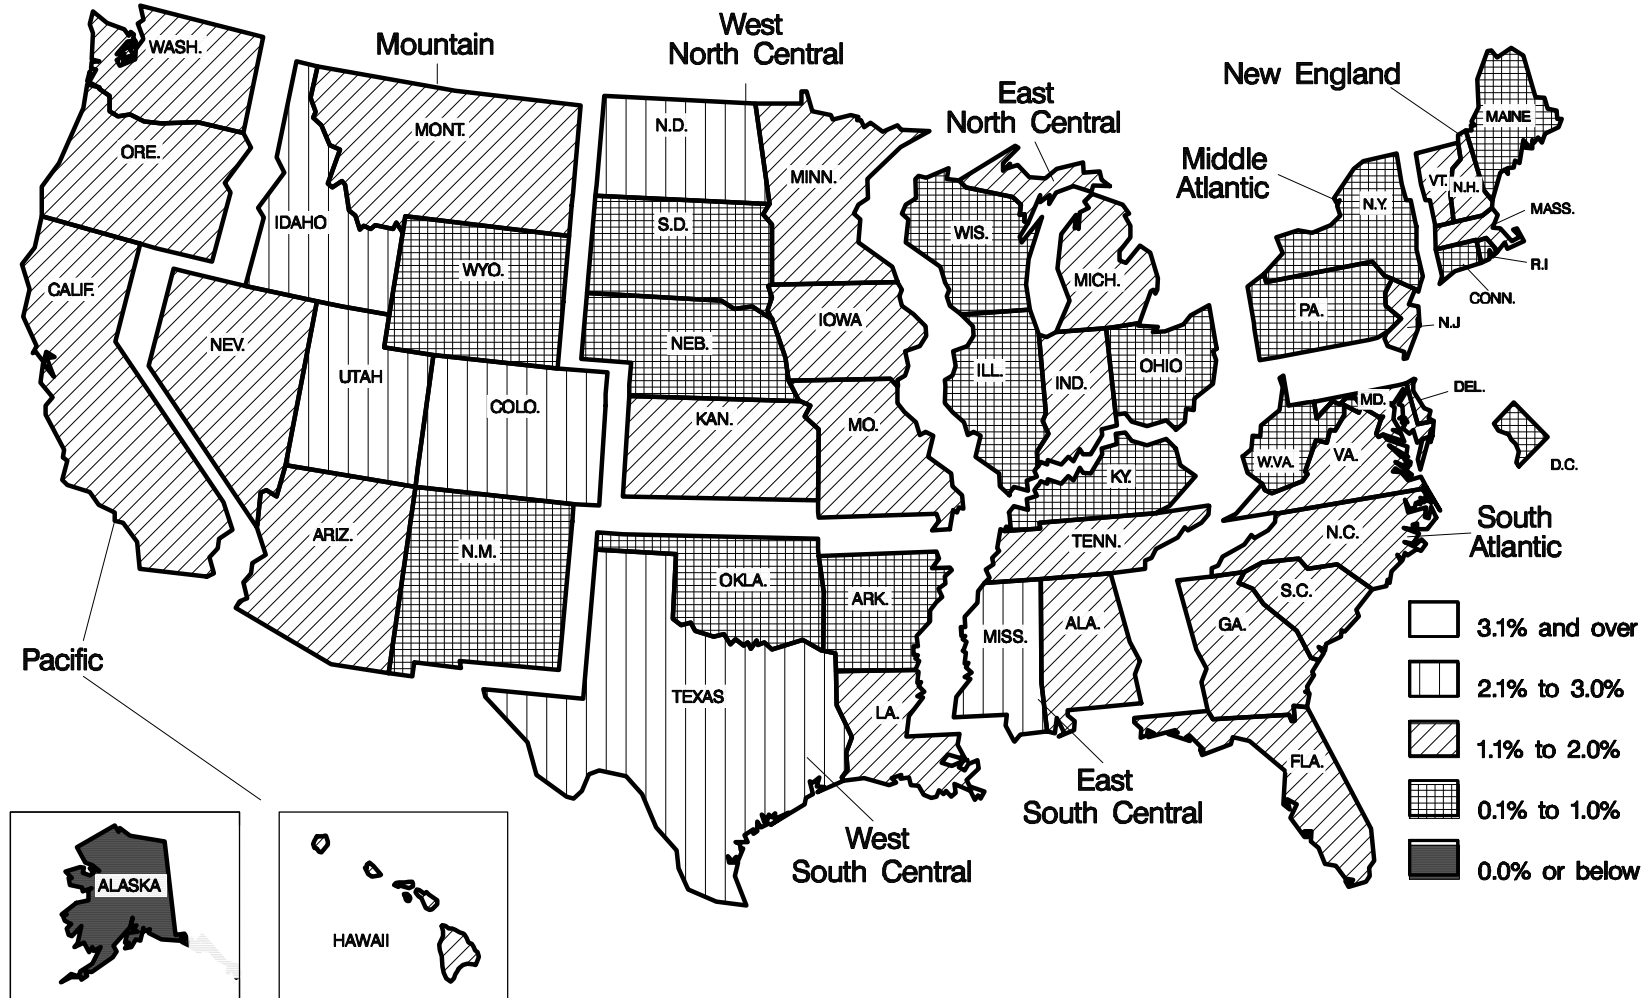 West
North Central
Mountain
New England
East
North Central
Middle
Atlantic
WASH.
MONT.
N.D.
MINN.
MAINE
ORE.
VT.
N.H.
IDAHO
S.D.
WIS.
N.Y.
MASS.
WYO.
MICH.
R.I
CALIF.
CONN.
IOWA
PA.
N.J
NEV.
NEB.
UTAH
ILL.
IND.
OHIO
COLO.
KAN.
MO.
MD.
DEL.
KY.
W.VA.
VA.
D.C.
ARIZ.
N.M.
TENN.
N.C.
South
Atlantic
OKLA.
ARK.
S.C.
MISS.
ALA.
GA.
3.1% and over
Pacific
2.1% to 3.0%
TEXAS
LA.
1.1% to 2.0%
FLA.
East
South Central
0.1% to 1.0%
West
South Central
0.0% or below
ALASKA
HAWAII